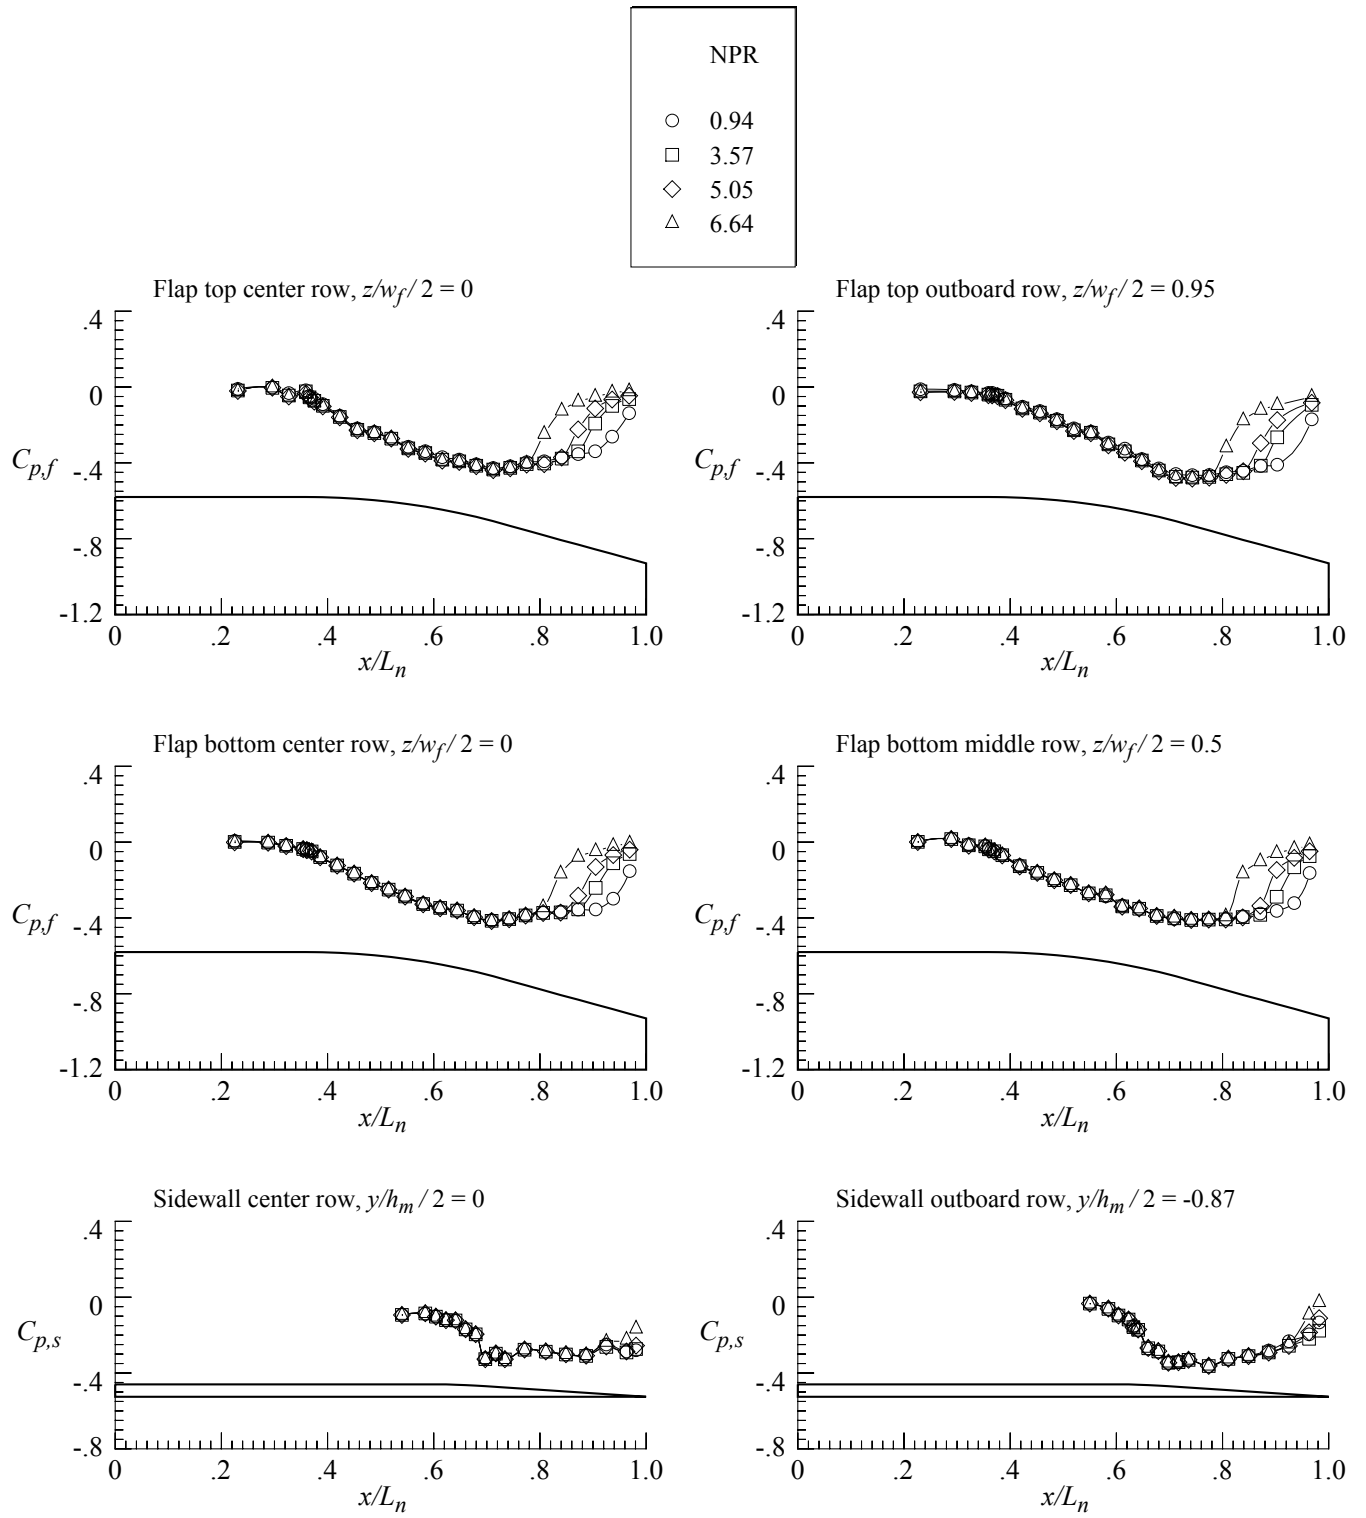 NPR
0.94
3.57
5.05
6.64
Flap top center row, z/w_f / 2 = 0
.4
0
-.4
-.8
-1.2
C_p,f
0 .2 .4 .6 .8 1.0
x/L_n
Flap top outboard row, z/w_f / 2 = 0.95
.4
0
-.4
-.8
-1.2
C_p,f
0 .2 .4 .6 .8 1.0
x/L_n
Flap bottom center row, z/w_f / 2 = 0
.4
0
-.4
-.8
-1.2
C_p,f
0 .2 .4 .6 .8 1.0
x/L_n
Flap bottom middle row, z/w_f / 2 = 0.5
.4
0
-.4
-.8
-1.2
C_p,f
0 .2 .4 .6 .8 1.0
x/L_n
Sidewall center row, y/h_m / 2 = 0
.4
0
-.4
-.8
C_p,s
0 .2 .4 .6 .8 1.0
x/L_n
Sidewall outboard row, y/h_m / 2 = -0.87
.4
0
-.4
-.8
C_p,s
0 .2 .4 .6 .8 1.0
x/L_n